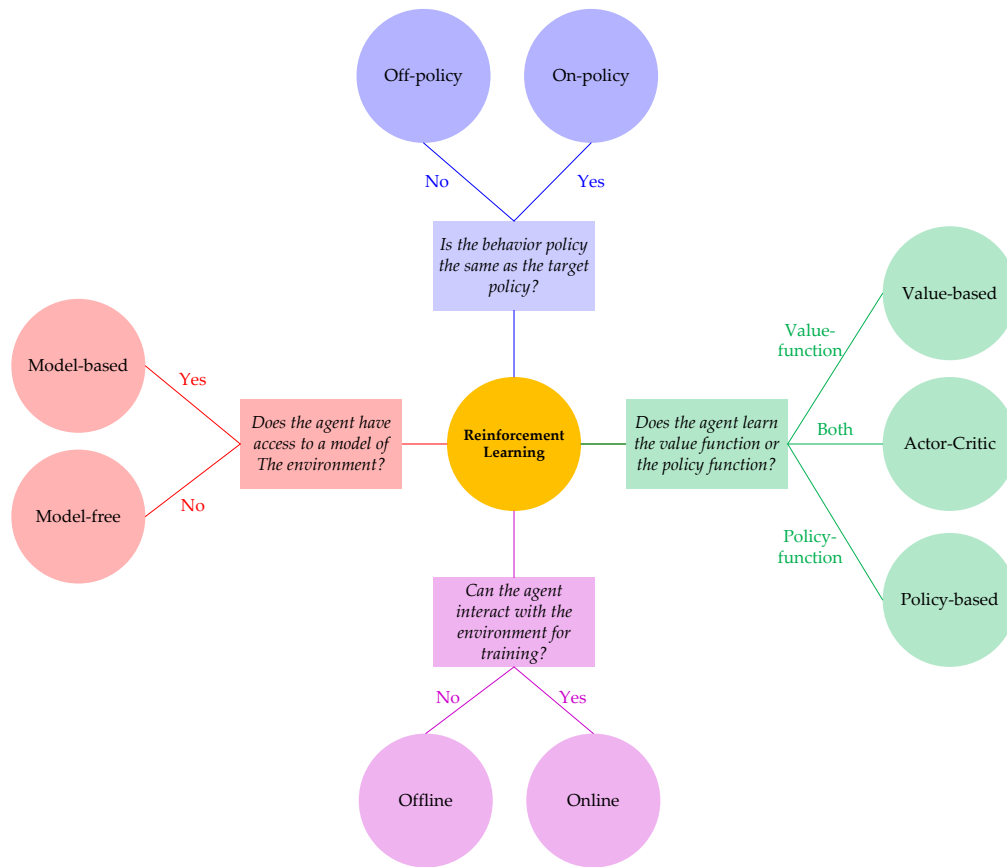 Off-policy
On-policy
No
Yes
Is the behavior policy
the same as the target
policy?
Value-based
Value-
function
Model-based
Yes
Does the agent have
access to a model of
The environment?
Reinforcement
Learning
Does the agent learn
the value function or
the policy function?
Both
Actor-Critic
No
Model-free
Policy-
function
Policy-based
Can the agent
interact with the
environment for
training?
No
Yes
Offline
Online